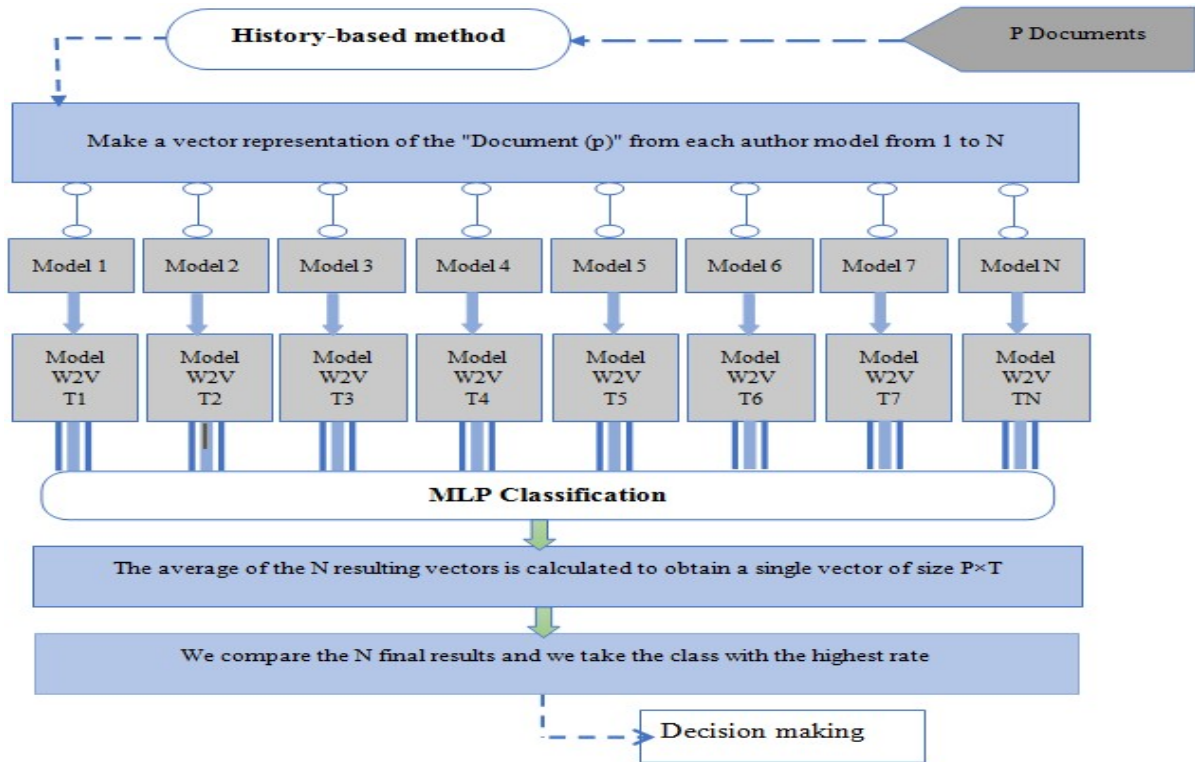 History-based method
P Documents
Make a vector representation of the "Document (p)" from each author model from 1 to N
Model 1
Model 2
Model 3
Model 4
Model 5
Model 6
Model 7
Model N
Model
W2V
T1
Model
W2V
T2
Model
W2V
T3
Model
W2V
T4
Model
W2V
T5
Model
W2V
T6
Model
W2V
T7
Model
W2V
TN
MLP Classification
The average of the N resulting vectors is calculated to obtain a single vector of size P×T
We compare the N final results and we take the class with the highest rate
Decision making